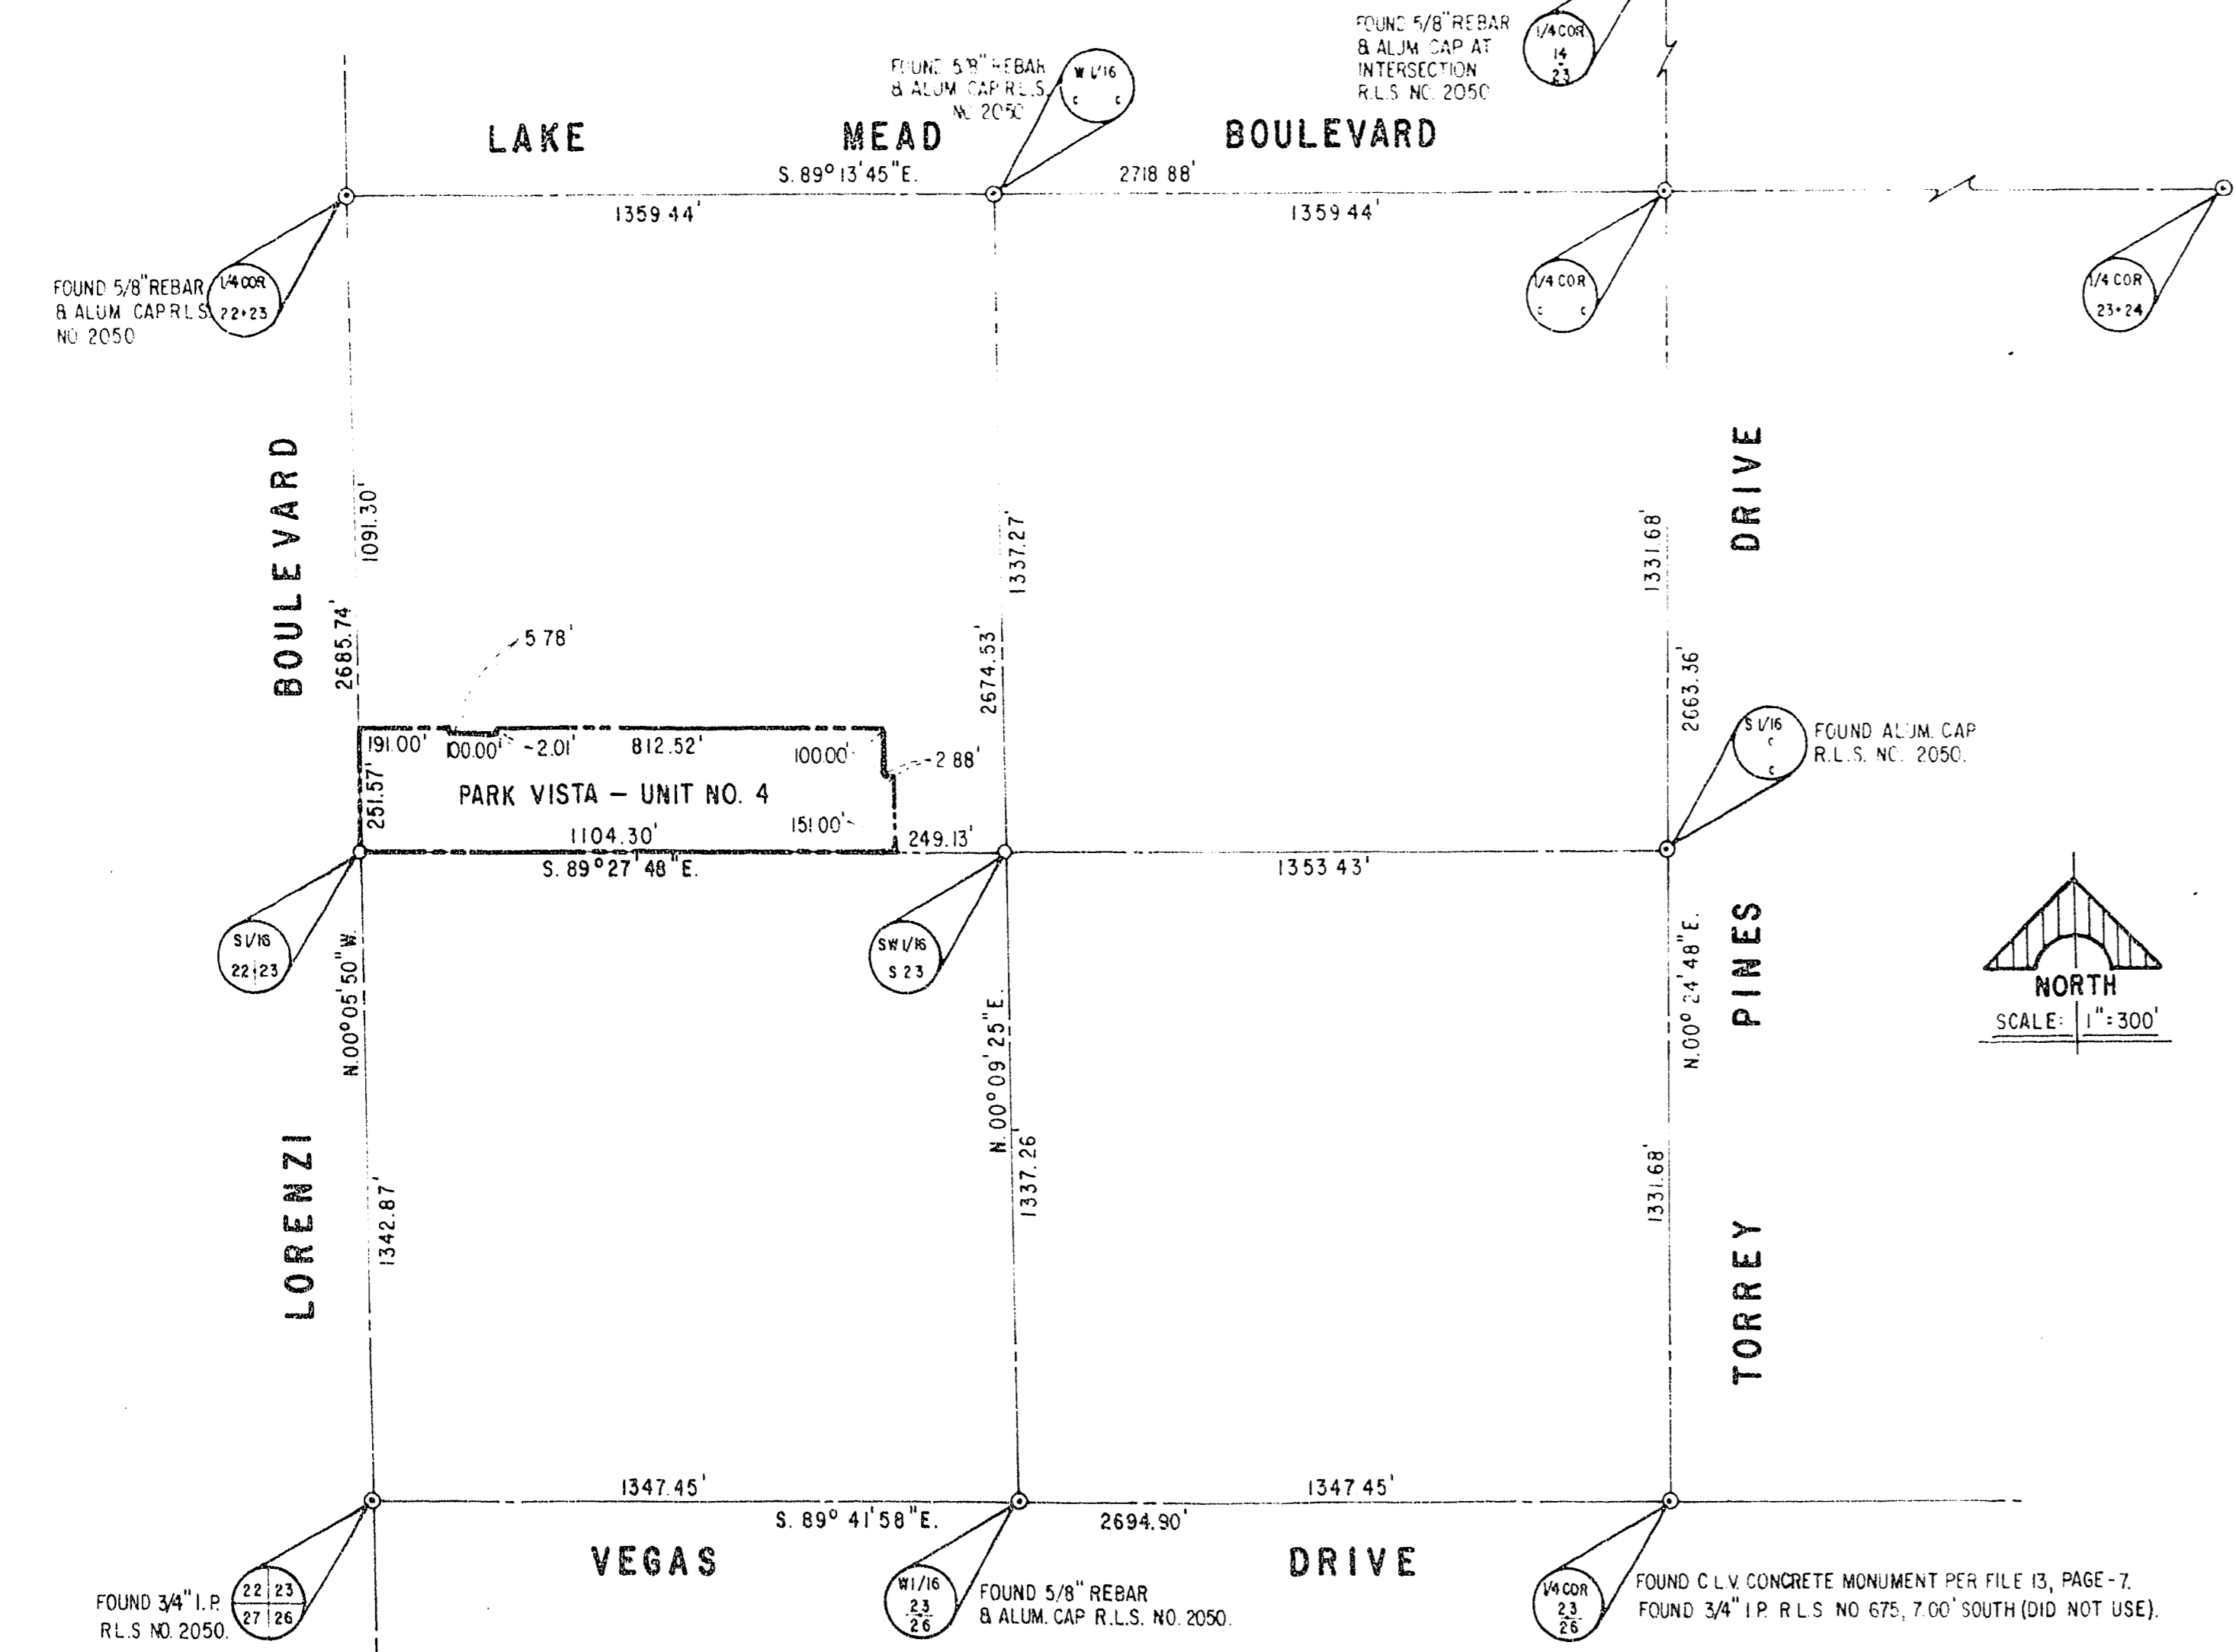 FOUND 5/8" REBAR
& ALUM CAP R.L.S.
NO 2050
W 1/16
C C
FOUND 5/8" REBAR
& ALUM CAP AT
INTERSECTION
R.L.S NO. 2050
1/4 COR
14
23
LAKE MEAD BOULEVARD
S. 89° 13' 45" E.
2718 88'
1359.44'
1359 44'
FOUND 5/8" REBAR
& ALUM CAP R L S
NO 2050
1/4 COR
22+23
1/4 COR
C C
1/4 COR
23+24
LORENZI BOULEVARD
1091.30'
2685.74'
1337.27'
2674.53'
1331.68'
2663.36'
TORREY PINES DRIVE
5 78'
191.00'
100.00'
2.01'
812.52'
100.00'
2 88'
251.57'
PARK VISTA - UNIT NO. 4
1104.30'
151 00'
249.13'
S. 89° 27' 48" E.
1353 43'
S 1/16
C
C
FOUND ALUM. CAP
R.L.S. NO. 2050.
S 1/16
22+23
SW 1/16
S 23
N. 00° 05' 50" W.
N. 00° 09' 25" E.
N. 00° 24' 48" E.
NORTH
SCALE: 1"=300'
1342.87'
1337.26'
1331.68'
1347.45'
1347 45'
S. 89° 41' 58" E.
2694.90'
VEGAS DRIVE
FOUND 3/4" I.P.
R L.S NO. 2050.
22 23
27 26
W 1/16
23
26
FOUND 5/8" REBAR
& ALUM. CAP R.L.S. NO. 2050.
1/4 COR
23
26
FOUND C L.V. CONCRETE MONUMENT PER FILE 13, PAGE-7.
FOUND 3/4" I.P. R L S NO 675, 7.00' SOUTH (DID NOT USE).